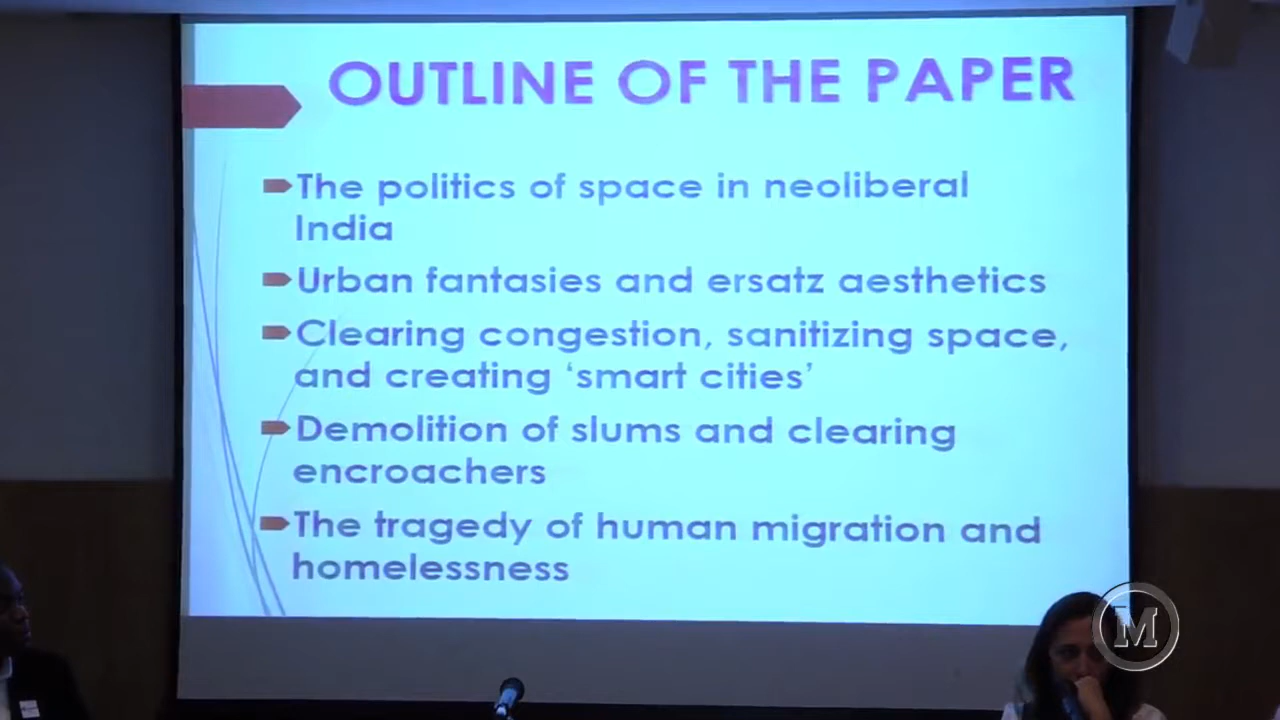 OUTLINE OF THE PAPER
The politics of space in neoliberal
India
Urban fantasies and ersatz aesthetics
Clearing congestion, sanitizing space,
and creating ‘smart cities’
Demolition of slums and clearing
encroachers
The tragedy of human migration and
homelessness
M